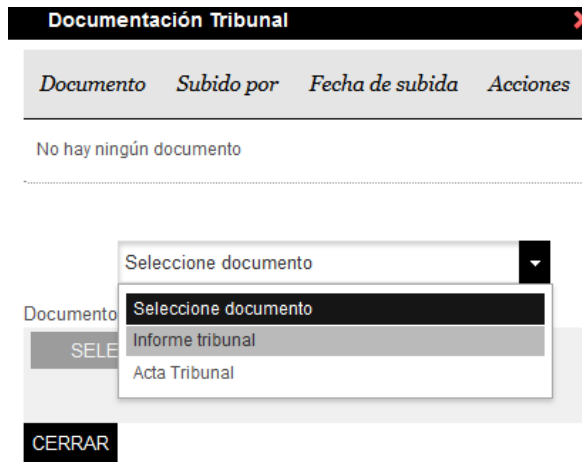 Documentación Tribunal
Documento Subido por Fecha de subida Acciones
No hay ningún documento
Seleccione documento
Documento
Seleccione documento
Informe tribunal
SELE
Acta Tribunal
CERRAR